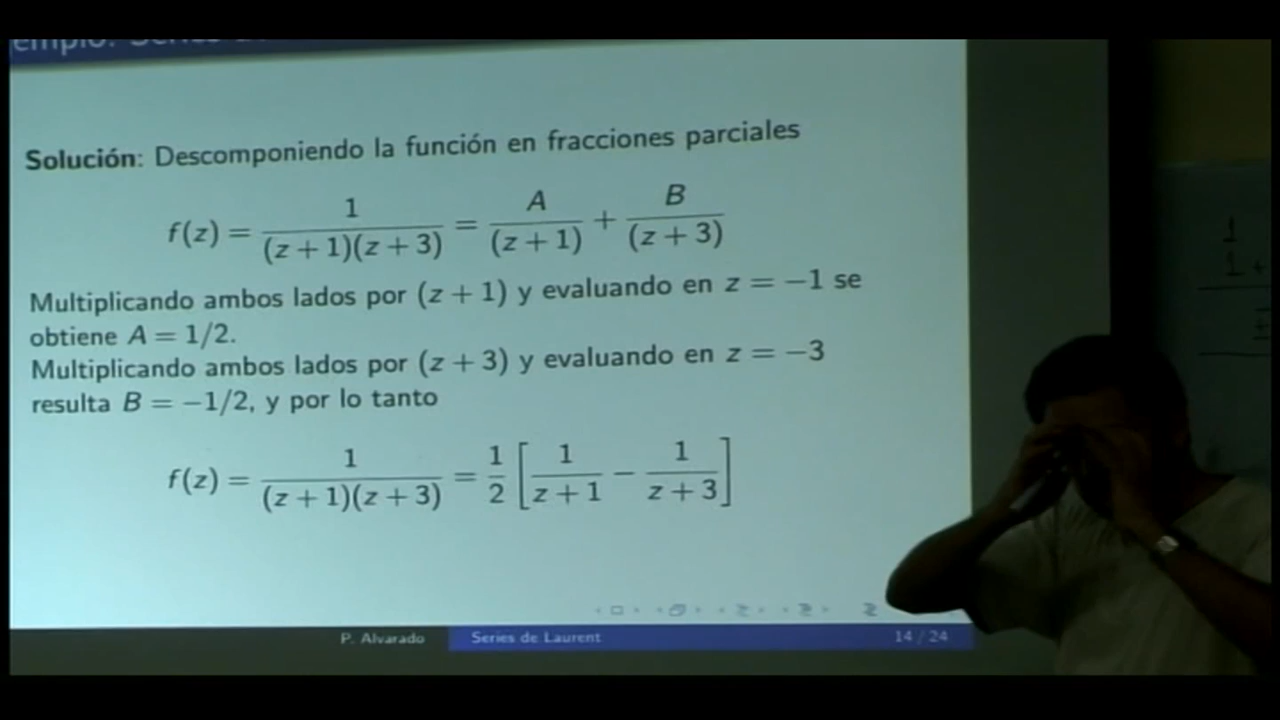 Solución: Descomponiendo la función en fracciones parciales
f(z) = 1/((z + 1)(z + 3)) = A/(z + 1) + B/(z + 3)
Multiplicando ambos lados por (z + 1) y evaluando en z = −1 se
obtiene A = 1/2.
Multiplicando ambos lados por (z + 3) y evaluando en z = −3
resulta B = −1/2, y por lo tanto
f(z) = 1/((z + 1)(z + 3)) = 1/2 [1/(z + 1) − 1/(z + 3)]
P. Alvarado Series de Laurent 14 / 24